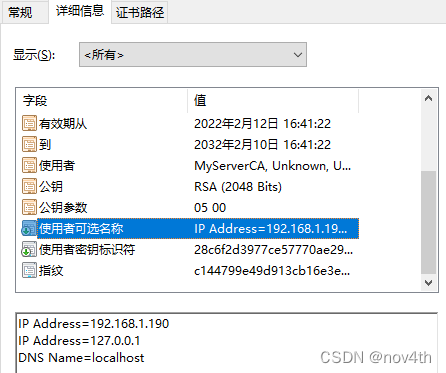 常规 详细信息 证书路径
显示(S): <所有>
字段 值
有效期从 2022年2月12日 16:41:22
到 2032年2月10日 16:41:22
使用者 MyServerCA, Unknown, U...
公钥 RSA (2048 Bits)
公钥参数 05 00
使用者可选名称 IP Address=192.168.1.19...
使用者密钥标识符 28c6f2d3977ce57770ae29...
指纹 c144799e49d913cb16e3e...
IP Address=192.168.1.190
IP Address=127.0.0.1
DNS Name=localhost
CSDN @nov4th